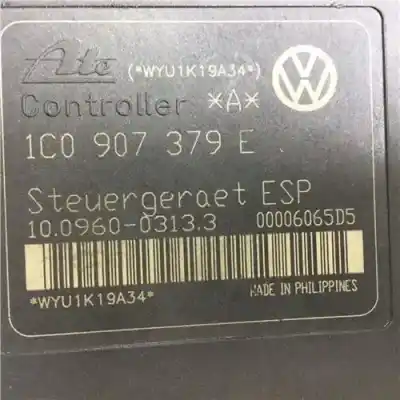 Ate (*WYU1K19A34*)
Controller *A*
1C0 907 379 E
Steuergeraet ESP
10.0960-0313.3 00006065D5
*WYU1K19A34* MADE IN PHILIPPINES